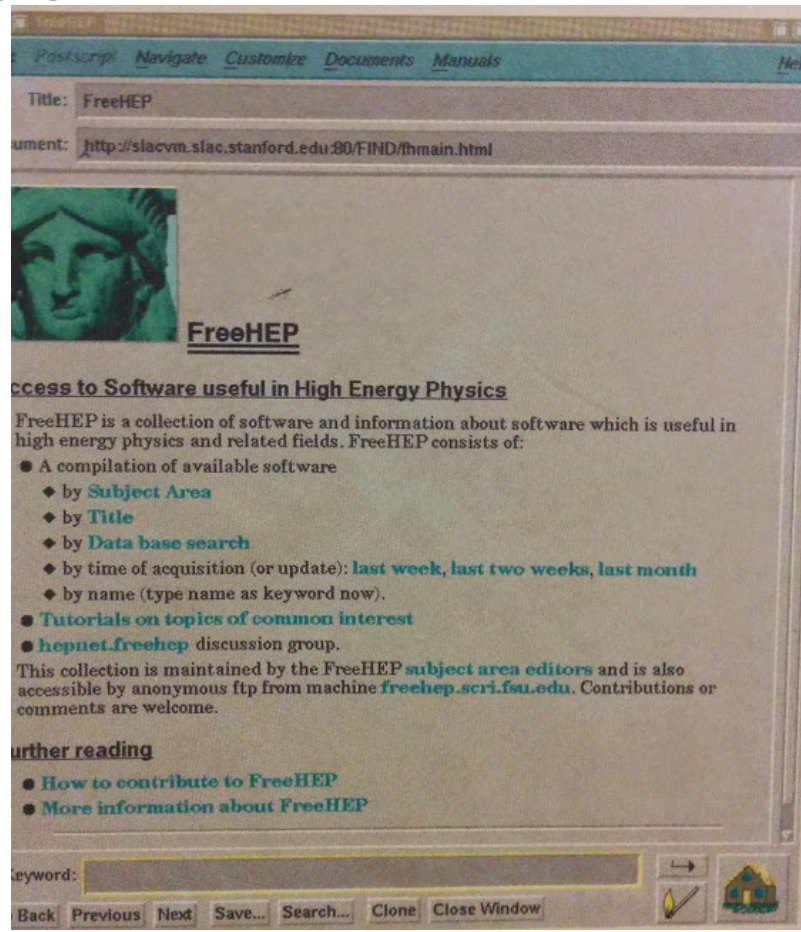 FreeHEP
Postscript Navigate Customize Documents Manuals Hel
Title: FreeHEP
ument: http://slacvm.slac.stanford.edu:80/FIND/fhmain.html
FreeHEP
ccess to Software useful in High Energy Physics
FreeHEP is a collection of software and information about software which is useful in
high energy physics and related fields. FreeHEP consists of:
● A compilation of available software
◆ by Subject Area
◆ by Title
◆ by Data base search
◆ by time of acquisition (or update): last week, last two weeks, last month
◆ by name (type name as keyword now).
● Tutorials on topics of common interest
● hepnet.freehep discussion group.
This collection is maintained by the FreeHEP subject area editors and is also
accessible by anonymous ftp from machine freehep.scri.fsu.edu. Contributions or
comments are welcome.
urther reading
● How to contribute to FreeHEP
● More information about FreeHEP
eyword:
Back Previous Next Save... Search... Clone Close Window